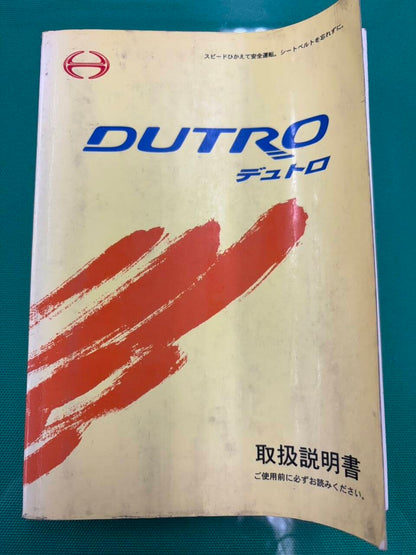 スピードひかえて安全運転。シートベルトを忘れずに。
DUTRO
デュトロ
取扱説明書
ご使用前に必ずお読みください。